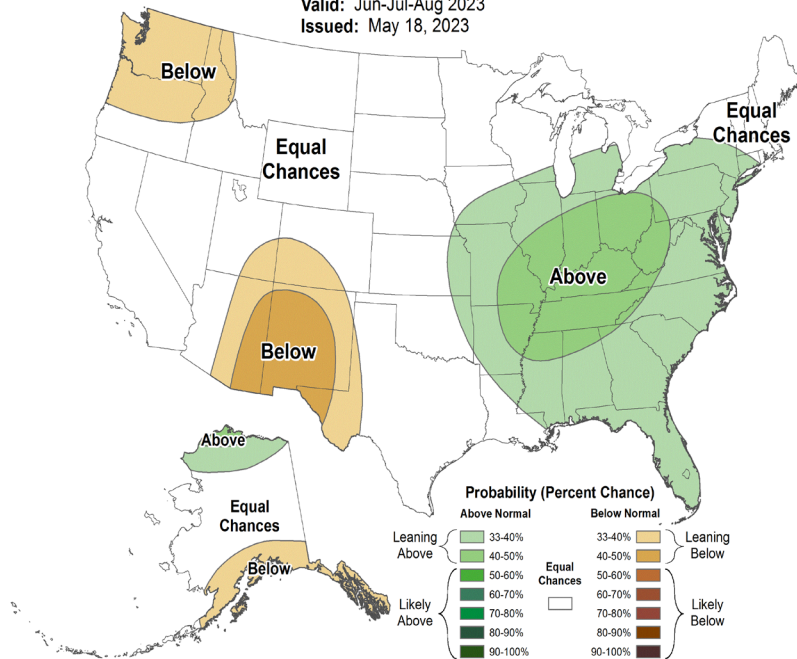 Valid: Jun-Jul-Aug 2023
Issued: May 18, 2023
Below
Equal
Chances
Equal
Chances
Above
Below
Above
Equal
Chances
Below
Probability (Percent Chance)
Above Normal
Below Normal
Leaning
Above
33-40%
40-50%
Likely
Above
50-60%
60-70%
70-80%
80-90%
90-100%
Equal
Chances
33-40%
40-50%
Leaning
Below
50-60%
60-70%
70-80%
80-90%
90-100%
Likely
Below